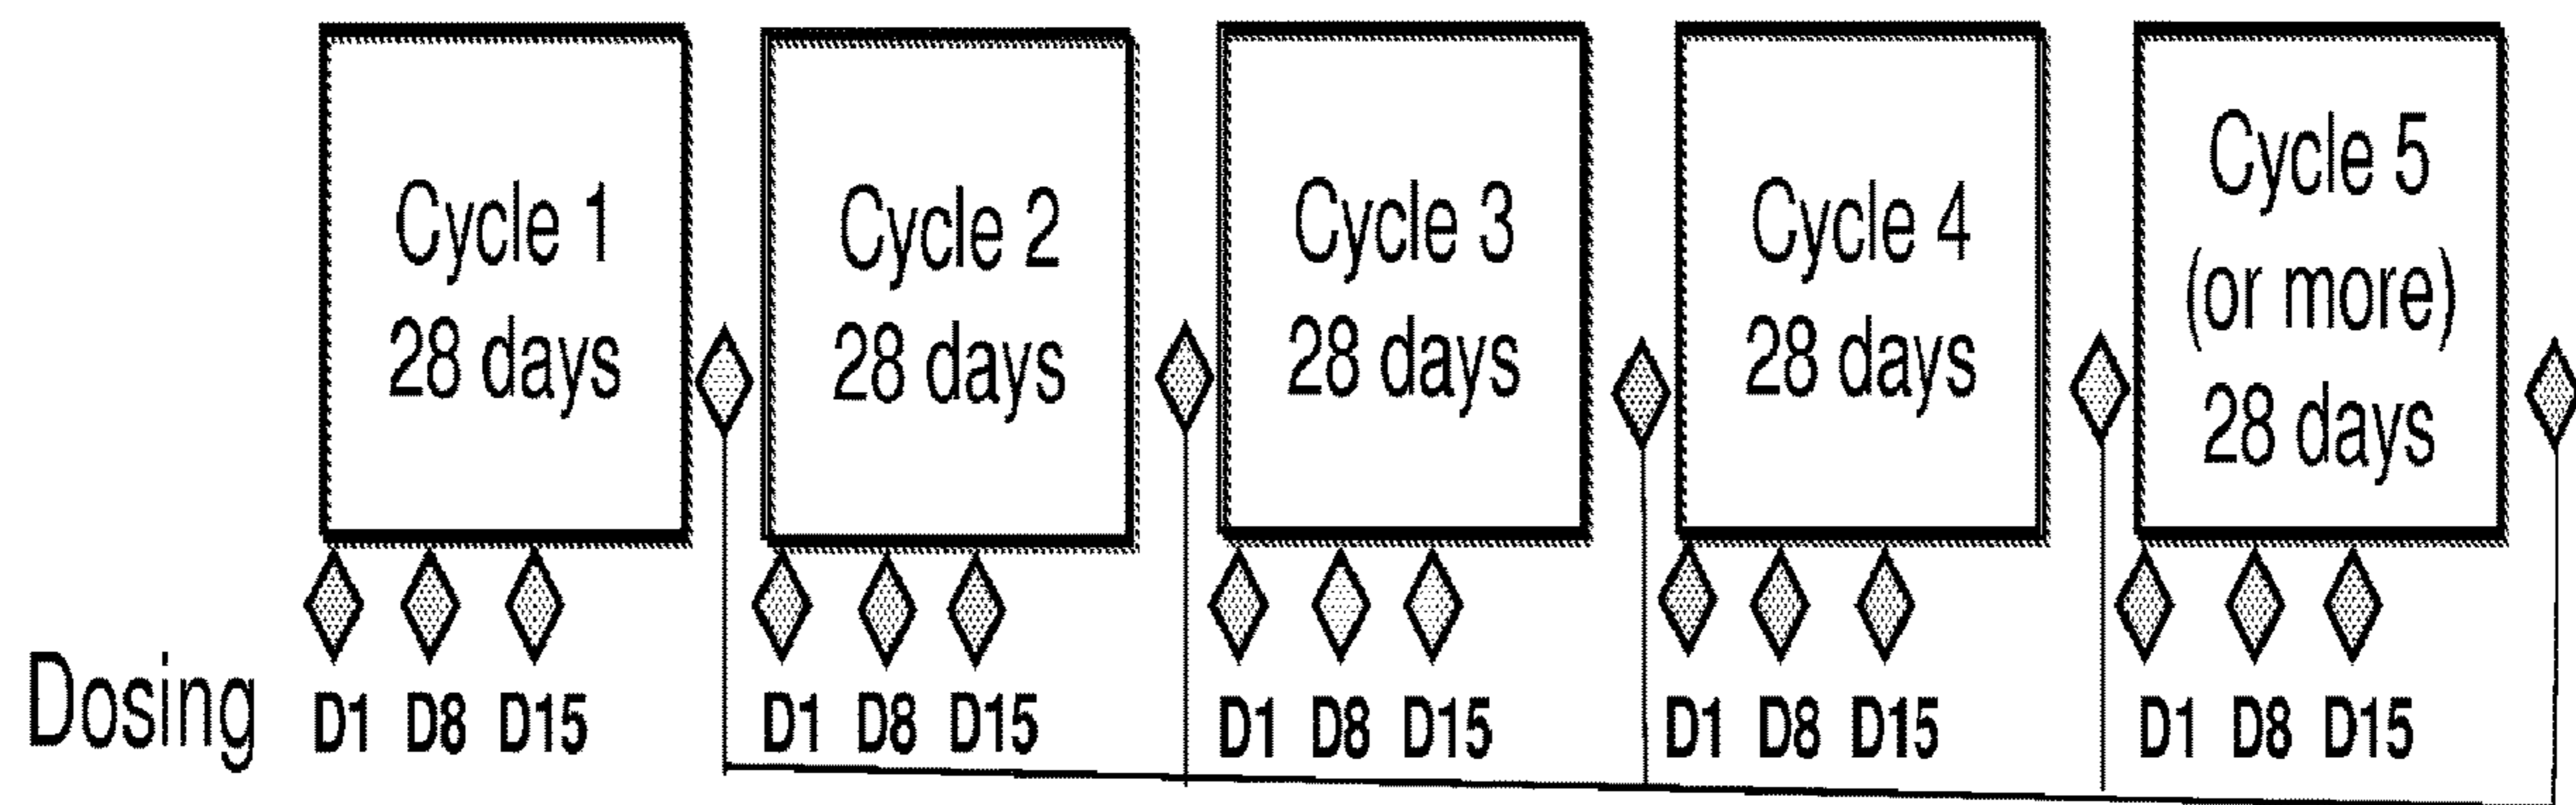 Cycle 1
28 days
Cycle 2
28 days
Cycle 3
28 days
Cycle 4
28 days
Cycle 5
(or more)
28 days
Dosing D1 D8 D15 D1 D8 D15 D1 D8 D15 D1 D8 D15 D1 D8 D15